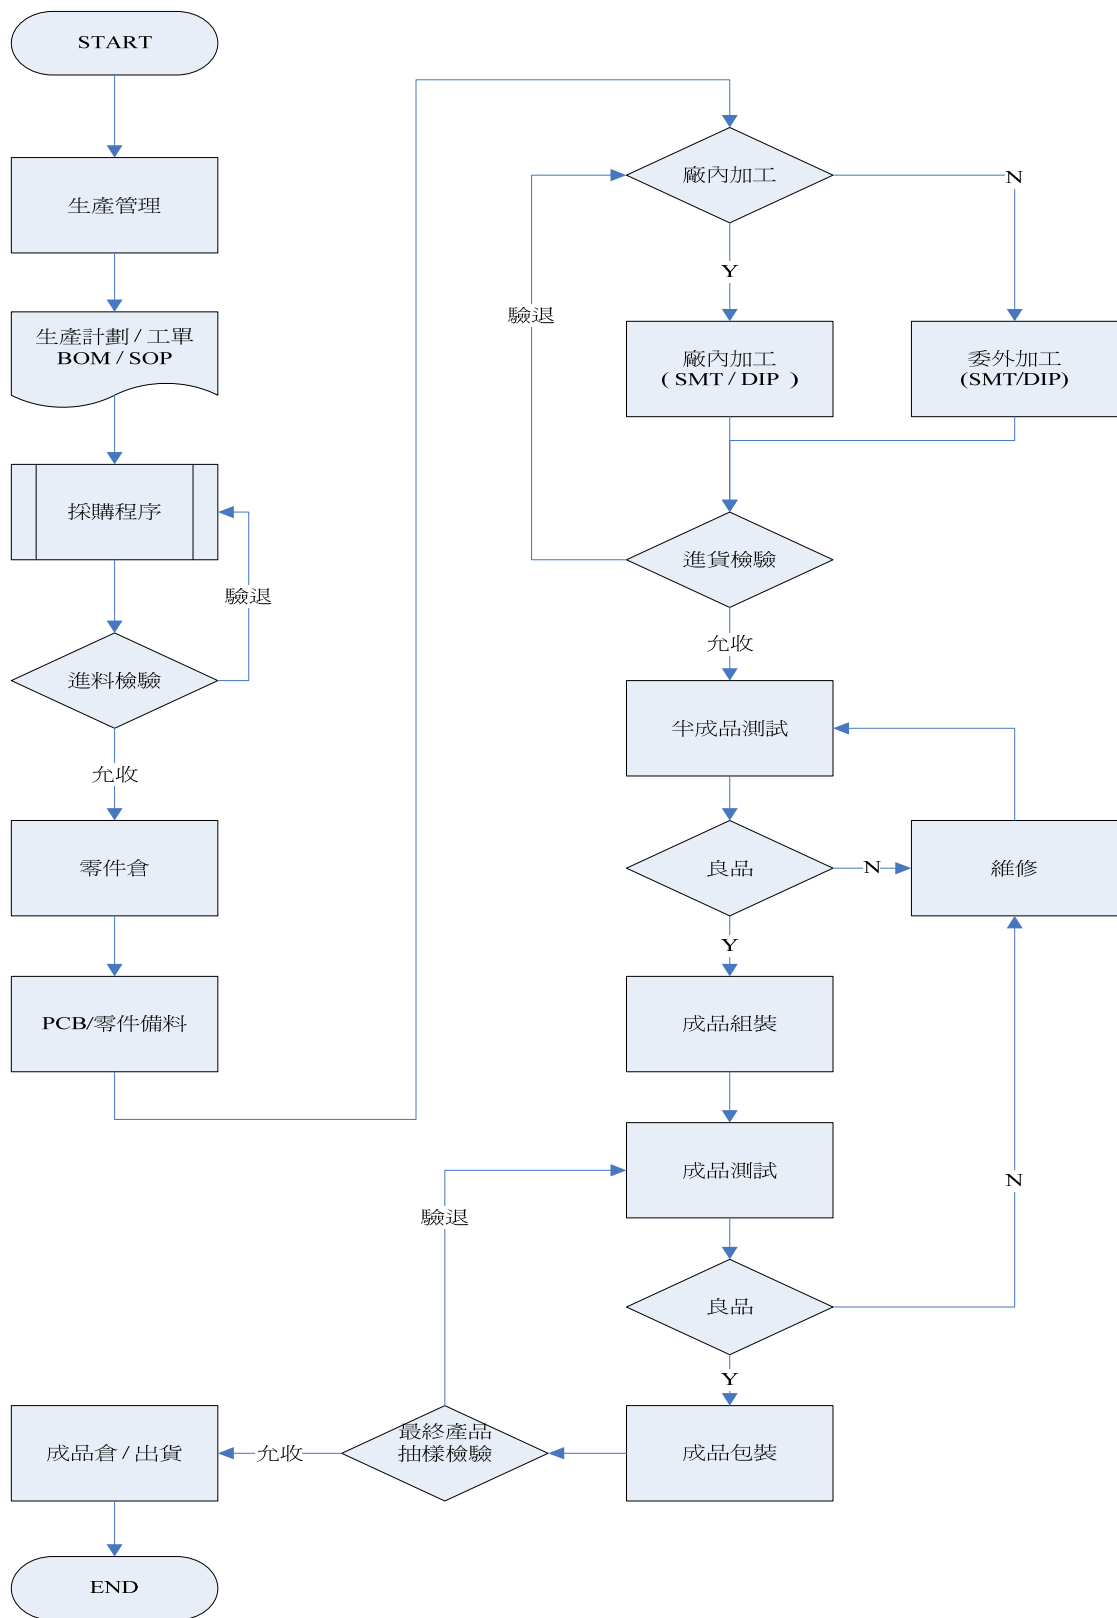 START
生產管理
生產計劃 / 工單
BOM / SOP
採購程序
驗退
進料檢驗
允收
零件倉
PCB/零件備料
廠內加工
N
Y
驗退
廠內加工
( SMT / DIP )
委外加工
(SMT/DIP)
進貨檢驗
允收
半成品測試
良品
N
維修
Y
成品組裝
成品測試
驗退
N
良品
Y
成品包裝
最終產品
抽樣檢驗
允收
成品倉 / 出貨
END